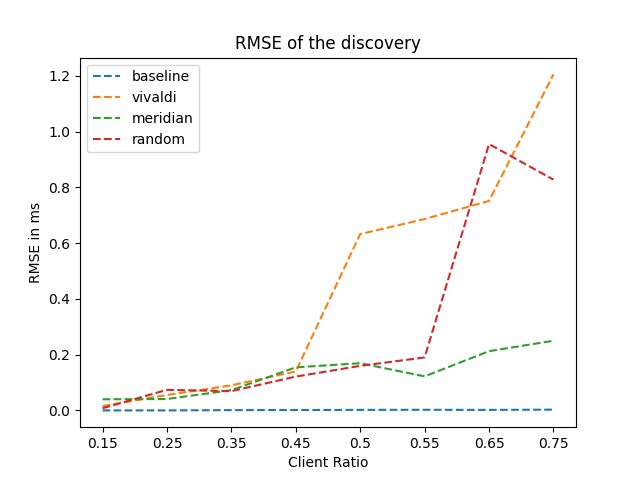 RMSE of the discovery
baseline
vivaldi
meridian
random
RMSE in ms
1.2
1.0
0.8
0.6
0.4
0.2
0.0
0.15 0.25 0.35 0.45 0.5 0.55 0.65 0.75
Client Ratio